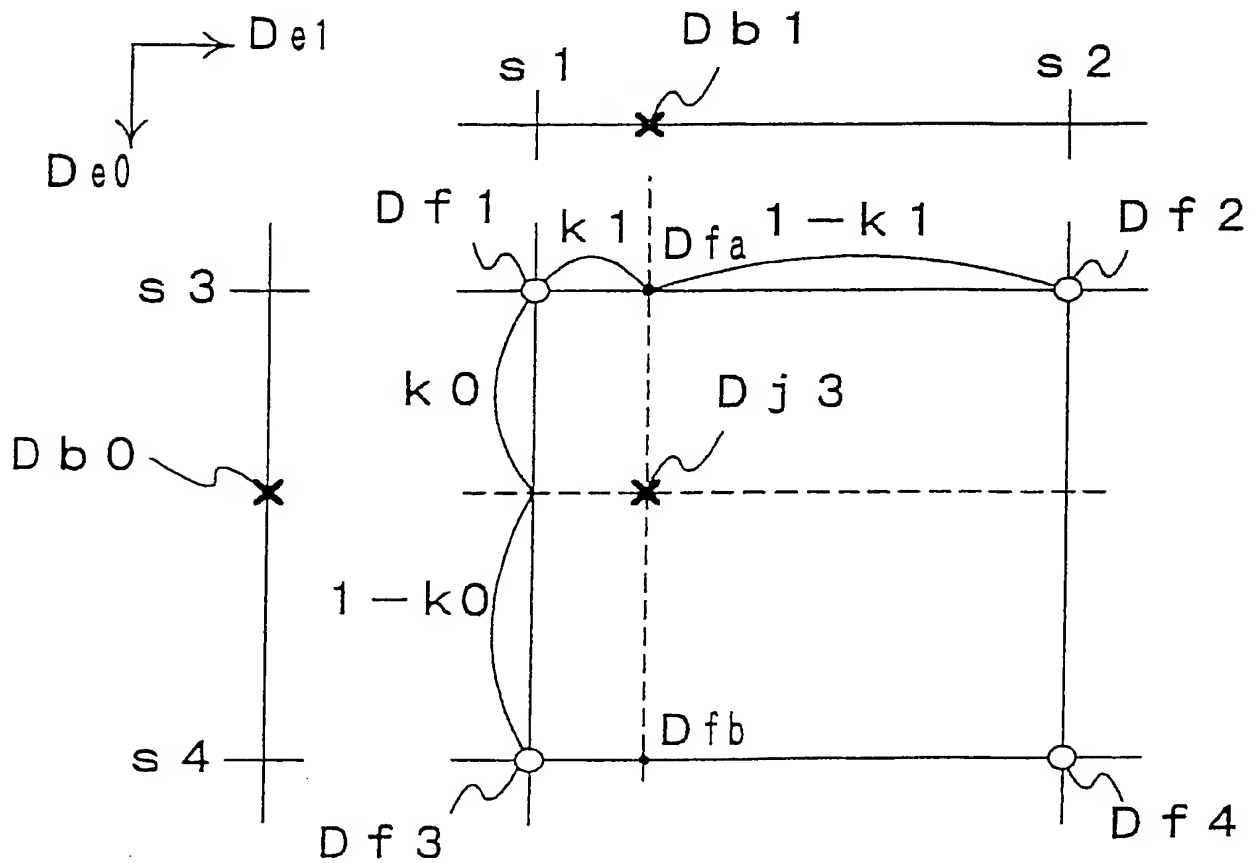 De1
Db1
s1
s2
De0
Df1
k1
Dfa
1-k1
Df2
s3
k0
Dj3
Db0
1-k0
Dfb
s4
Df3
Df4